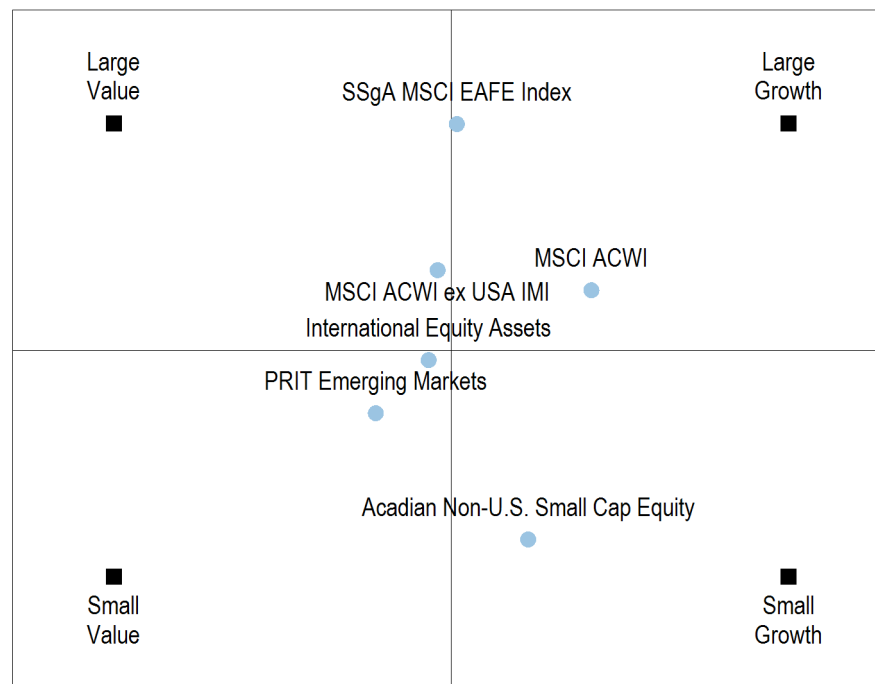 Large
Value
Large
Growth
SSgA MSCI EAFE Index
MSCI ACWI
MSCI ACWI ex USA IMI
International Equity Assets
PRIT Emerging Markets
Acadian Non-U.S. Small Cap Equity
Small
Value
Small
Growth